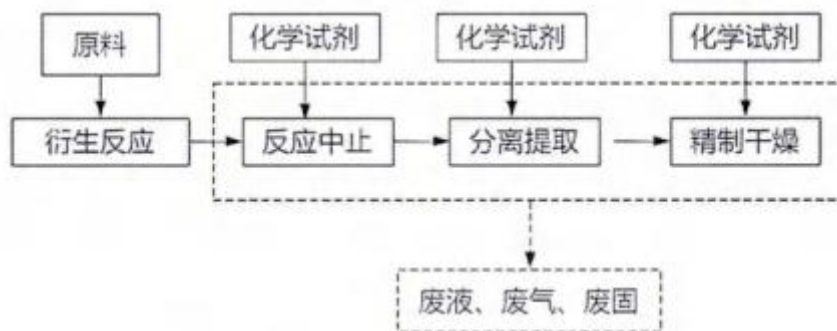 原料
化学试剂
化学试剂
化学试剂
衍生反应
反应中止
分离提取
精制干燥
废液、废气、废固